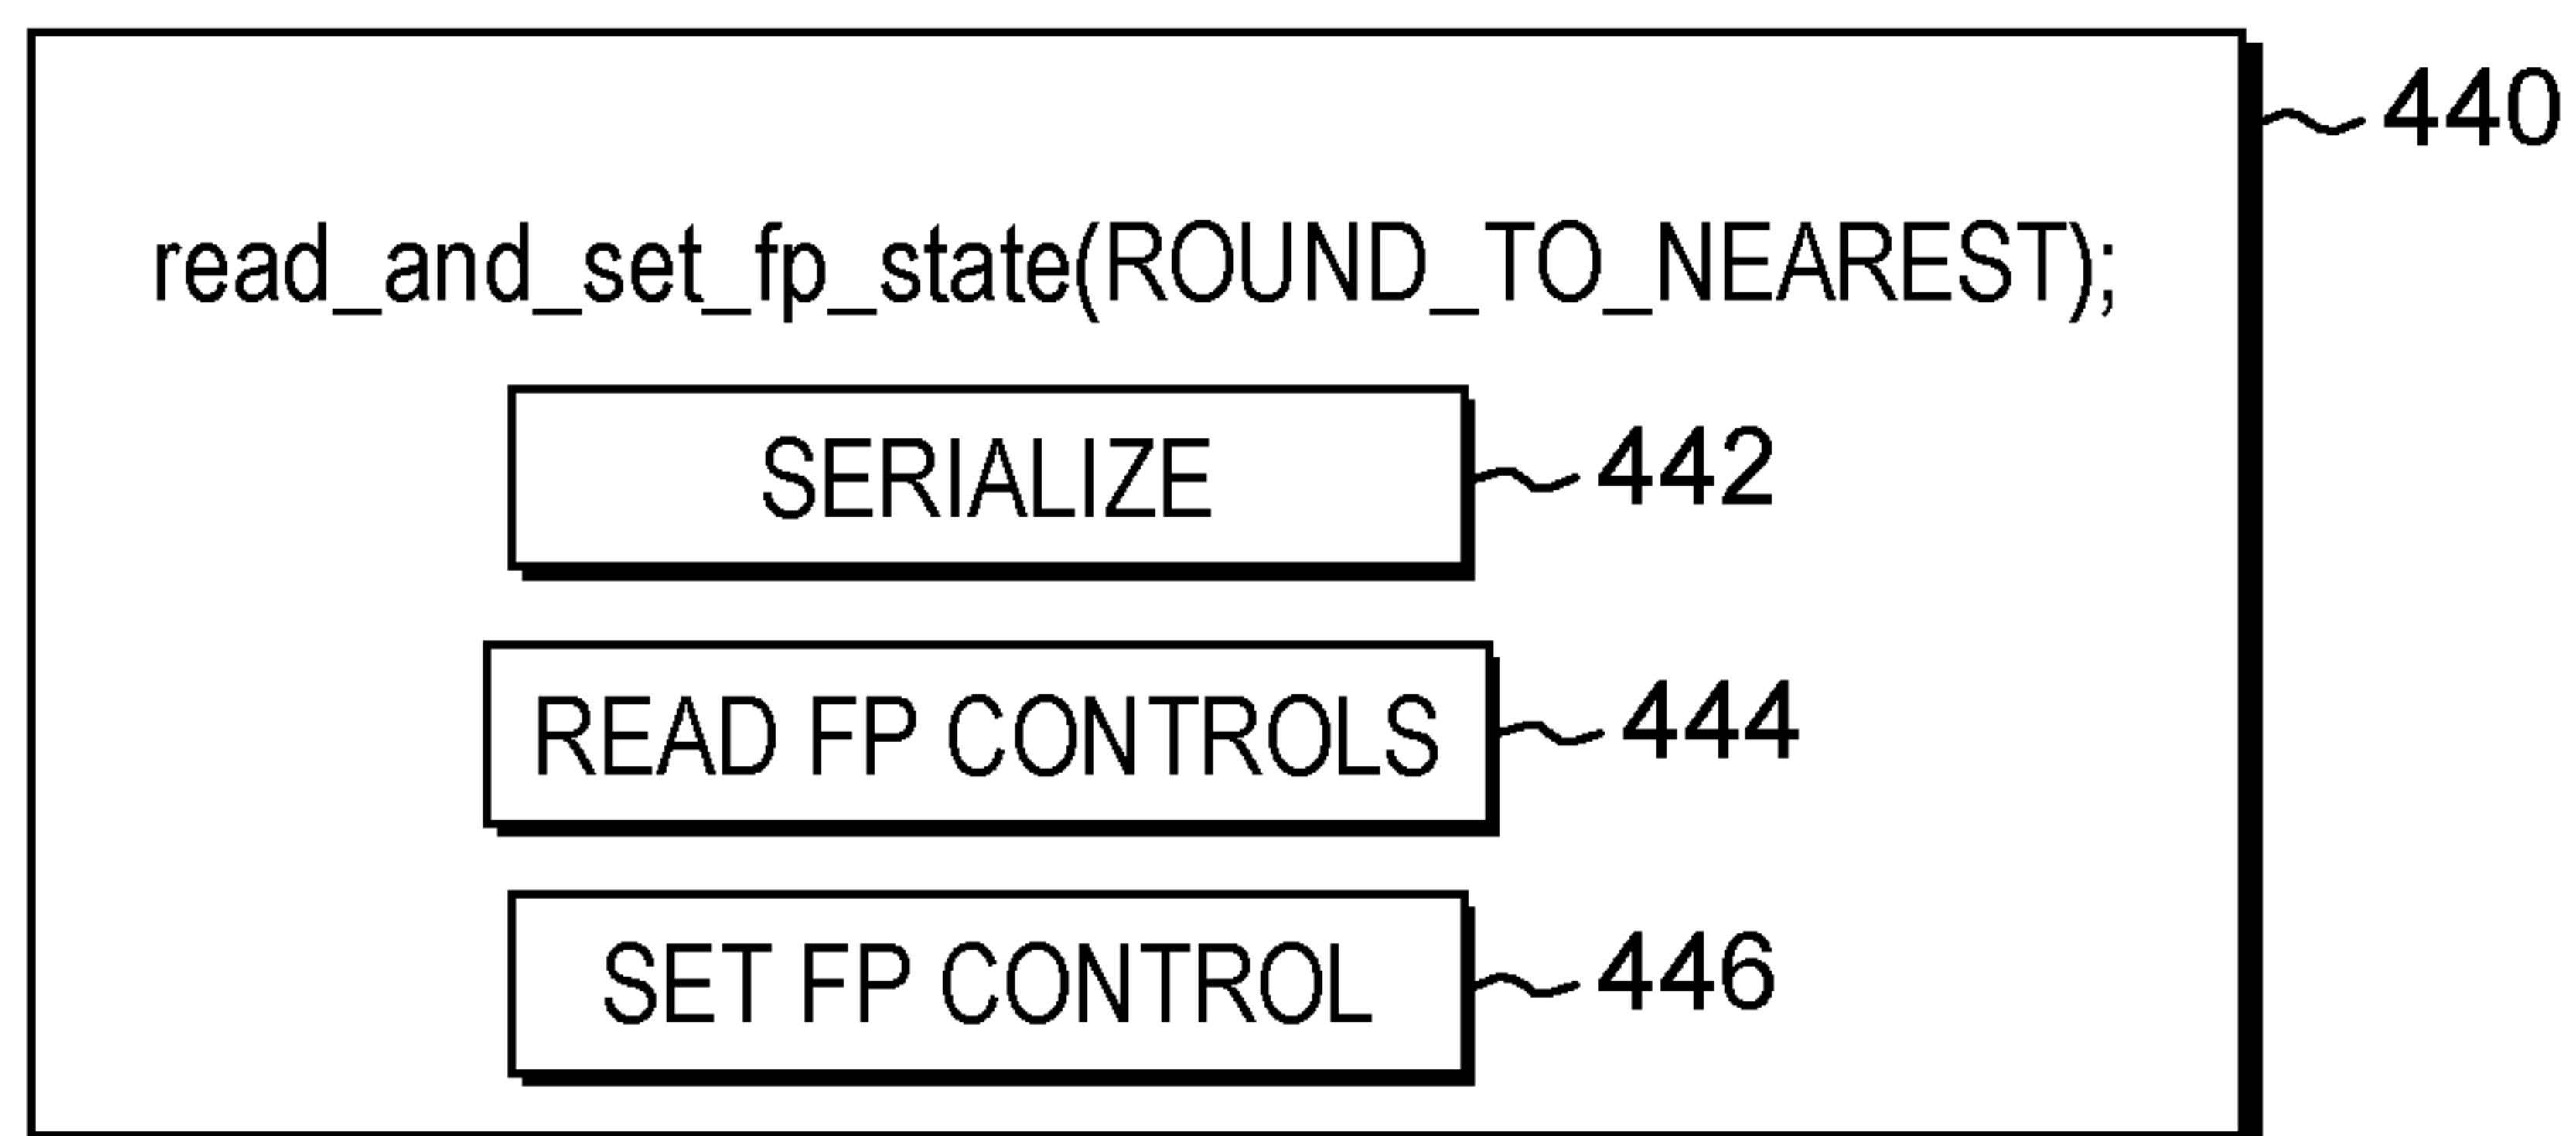 440
read_and_set_fp_state(ROUND_TO_NEAREST);
SERIALIZE 442
READ FP CONTROLS 444
SET FP CONTROL 446